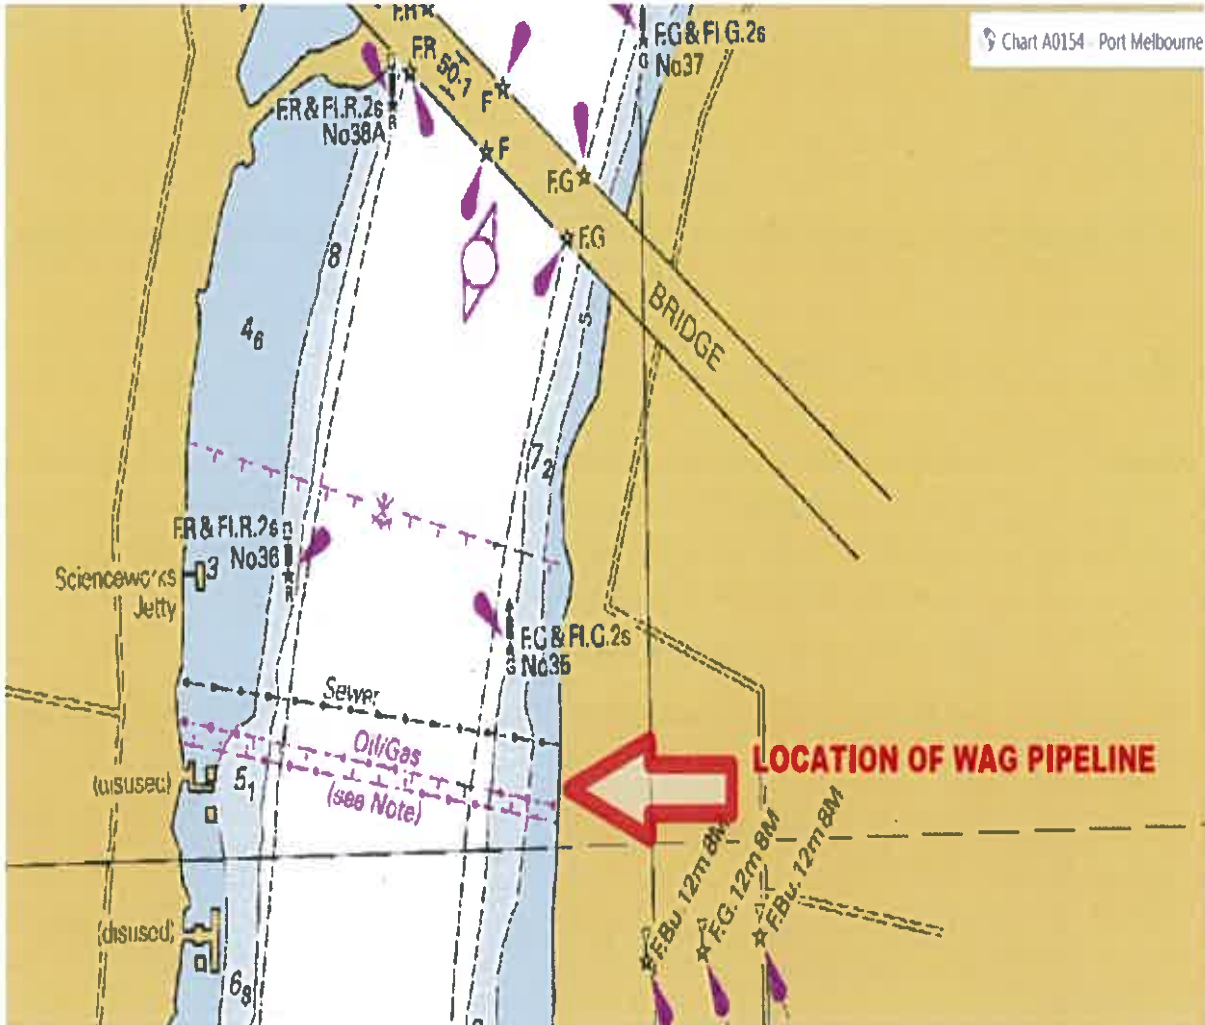 F.R
Chart A0154 - Port Melbourne
F.G & Fl G.2s
No37
F.R
50·1
F
F.R & Fl.R.2s
No38A
F
F.G
F.G
8
BRIDGE
5
4₆
7₂
F.R & Fl.R.2s
No36
3
Scienceworks
Jetty
R
F.G & Fl.G.2s
G No35
Sewer
Oil/Gas
LOCATION OF WAG PIPELINE
(disused)
5₁
(see Note)
F.Bu. 12m 8M
F.G. 12m 8M
F.Bu. 12m 8M
(disused)